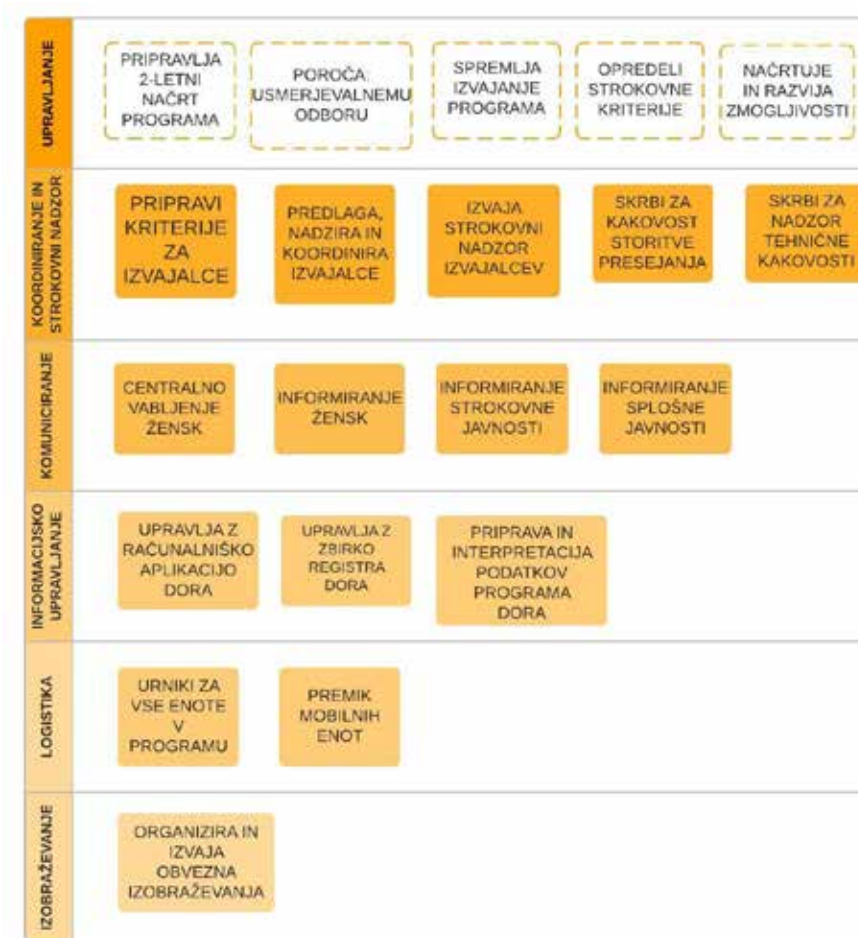 UPRAVLJANJE
PRIPRAVLJA
2-LETNI
NAČRT
PROGRAMA
POROČA
USMERJEVALNEMU
ODBORU
SPREMLJA
IZVAJANJE
PROGRAMA
OPREDELI
STROKOVNE
KRITERIJE
NAČRTUJE
IN RAZVIJA
ZMOGLJIVOSTI
KOORDINIRANJE IN
STROKOVNI NADZOR
PRIPRAVI
KRITERIJE
ZA
IZVAJALCE
PREDLAGA,
NADZIRA IN
KOORDINIRA
IZVAJALCE
IZVAJA
STROKOVNI
NADZOR
IZVAJALCEV
SKRBI ZA
KAKOVOST
STORITVE
PRESEJANJA
SKRBI ZA
NADZOR
TEHNIČNE
KAKOVOSTI
KOMUNICIRANJE
CENTRALNO
VABLJENJE
ŽENSK
INFORMIRANJE
ŽENSK
INFORMIRANJE
STROKOVNE
JAVNOSTI
INFORMIRANJE
SPLOŠNE
JAVNOSTI
INFORMACIJSKO
UPRAVLJANJE
UPRAVLJA Z
RAČUNALNIŠKO
APLIKACIJO
DORA
UPRAVLJA Z
ZBIRKO
REGISTRA
DORA
PRIPRAVA IN
INTERPRETACIJA
PODATKOV
PROGRAMA
DORA
LOGISTIKA
URNIKI ZA
VSE ENOTE
V
PROGRAMU
PREMIK
MOBILNIH
ENOT
IZOBRAŽEVANJE
ORGANIZIRA IN
IZVAJA
OBVEZNA
IZOBRAŽEVANJA